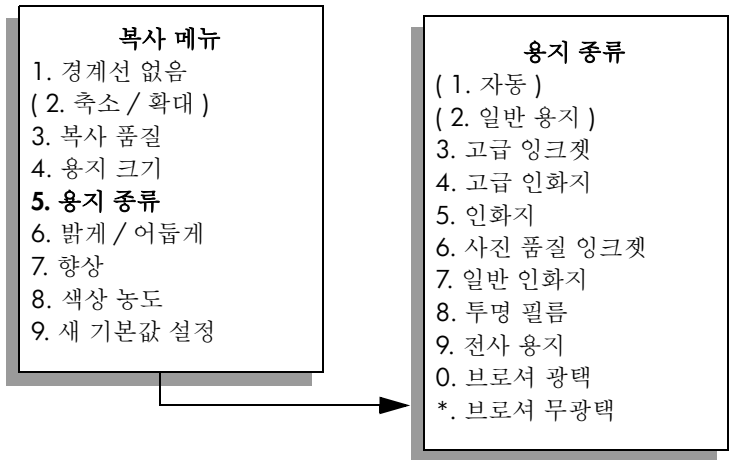 복사 메뉴
1. 경계선 없음
( 2. 축소 / 확대 )
3. 복사 품질
4. 용지 크기
5. 용지 종류
6. 밝게 / 어둡게
7. 향상
8. 색상 농도
9. 새 기본값 설정
용지 종류
( 1. 자동 )
( 2. 일반 용지 )
3. 고급 잉크젯
4. 고급 인화지
5. 인화지
6. 사진 품질 잉크젯
7. 일반 인화지
8. 투명 필름
9. 전사 용지
0. 브로셔 광택
*. 브로셔 무광택